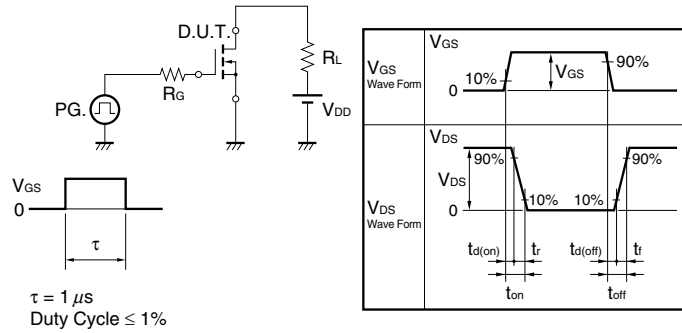 D.U.T.
RL
RG
PG.
VDD
VGS
0
τ
τ = 1 μs
Duty Cycle ≤ 1%
VGS
Wave Form
VGS
10%
VGS
90%
0
VDS
Wave Form
VDS
90%
VDS
10%
10%
90%
0
td(on)
tr
td(off)
tf
ton
toff